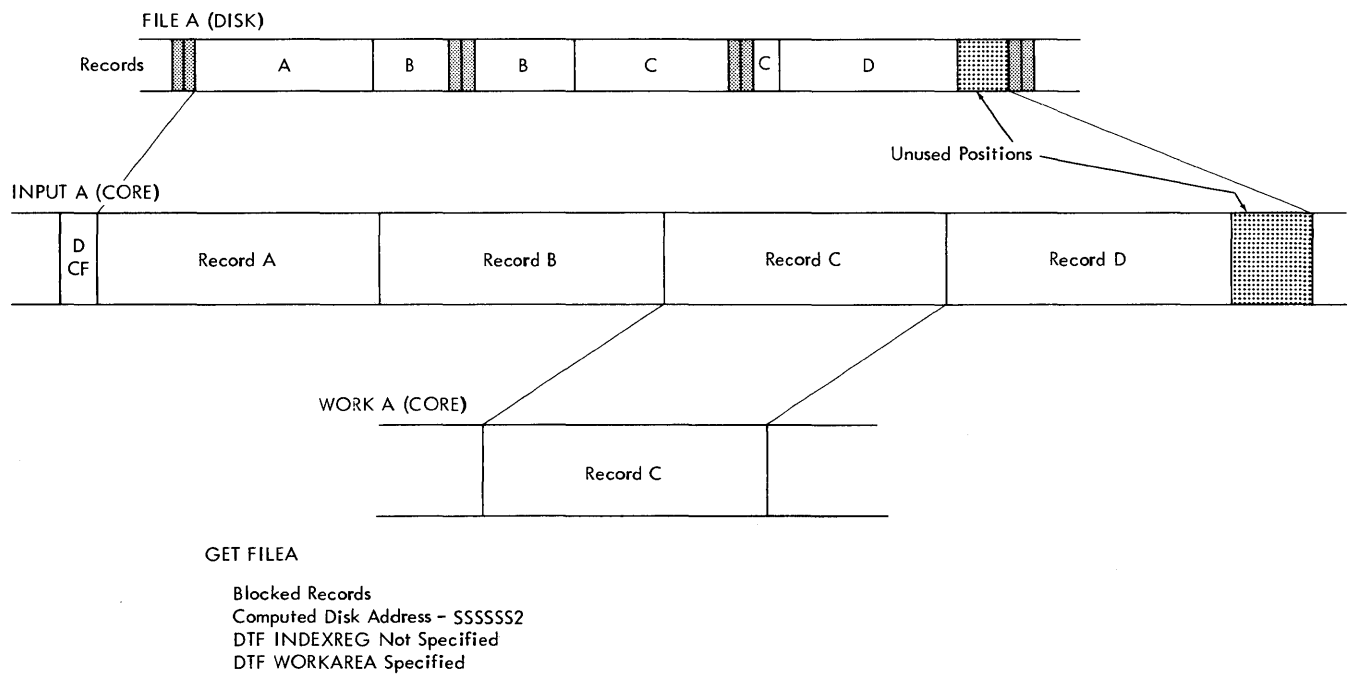 FILE A (DISK)
Records A B B C C D
Unused Positions
INPUT A (CORE)
D
CF
Record A Record B Record C Record D
WORK A (CORE)
Record C
GET FILEA
Blocked Records
Computed Disk Address - SSSSSS2
DTF INDEXREG Not Specified
DTF WORKAREA Specified